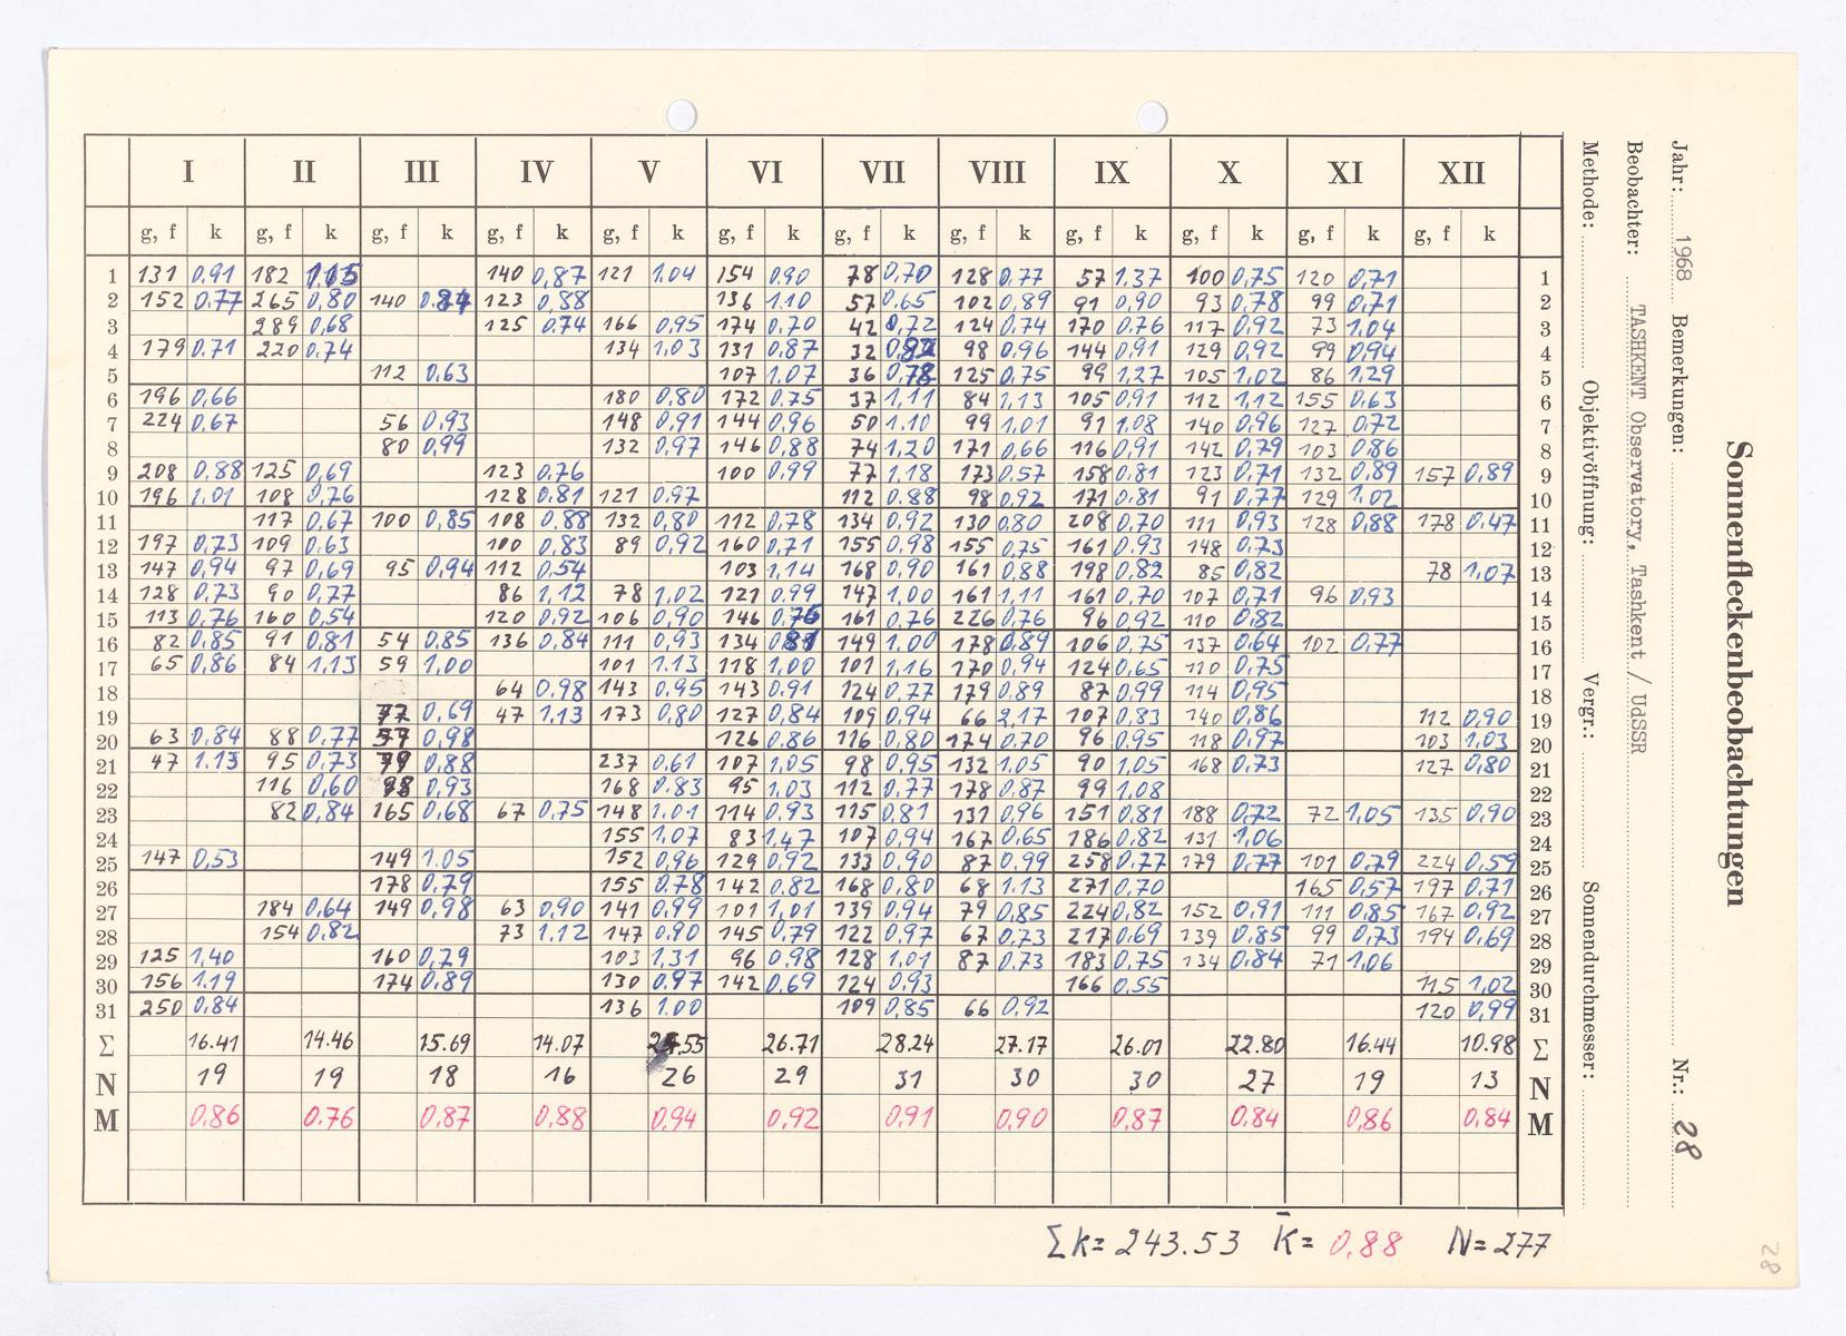 I II III IV V VI VII VIII IX X XI XII
g, f k g, f k g, f k g, f k g, f k g, f k g, f k g, f k g, f k g, f k g, f k g, f k
1 131 0,91 182 1.15 140 0,87 121 1.04 154 0.90 78 0,70 128 0.77 57 1.37 100 0,75 120 0,71 1
2 152 0.77 265 0,80 140 0.84 123 0,88 136 1.10 57 0.65 102 0,89 91 0,90 93 0,78 99 0,71 2
3 289 0,68 125 0.74 166 0,95 174 0,70 42 0,72 124 0,74 170 0.76 117 0,92 73 1.04 3
4 179 0.71 220 0,74 134 1,03 131 0,87 32 98 0.96 144 0,91 129 0,92 99 0,94 4
5 112 0,63 107 1.07 36 0,78 125 0,75 99 1,27 105 1,02 86 1,29 5
6 196 0,66 180 0,80 172 0.75 37 1,11 84 1,13 105 0,91 112 1,12 155 0,63 6
7 224 0,67 56 0,93 148 0,91 144 0,96 50 1.10 99 1.01 91 1.08 140 0,96 127 0,72 7
8 80 0,99 132 0,97 146 0,88 74 1,20 171 0,66 116 0,91 142 0,79 103 0,86 8
9 208 0,88 125 0,69 123 0,76 100 0,99 77 1.18 173 0.57 158 0.81 123 0,71 132 0,89 157 0,89 9
10 196 1,01 108 0,76 128 0.81 121 0,97 112 0.88 98 0,92 171 0.81 91 0,77 129 1,02 10
11 117 0,67 100 0,85 108 0.88 132 0,80 112 0,78 134 0,92 130 0,80 208 0,70 111 0,93 128 0,88 178 0,47 11
12 197 0,73 109 0.63 100 0,83 89 0,92 160 0,71 155 0,98 155 0,75 161 0.93 148 0,73 12
13 147 0,94 97 0,69 95 0,94 112 0,54 103 1,14 168 0,90 161 0,88 198 0,82 85 0,82 78 1,07 13
14 128 0,73 90 0,77 86 1,12 78 1,02 121 0.99 147 1,00 161 1,11 161 0,70 107 0,71 96 0,93 14
15 113 0,76 160 0,54 120 0,92 106 0,90 146 0,76 161 0,76 226 0,76 96 0,92 110 0,82 15
16 82 0,85 91 0,81 54 0,85 136 0,84 111 0,93 134 0.81 149 1.00 178 0.89 106 0,75 137 0,64 102 0,77 16
17 65 0,86 84 1,13 59 1,00 101 1.13 118 1,00 101 1,16 170 0,94 124 0,65 110 0,75 17
18 64 0,98 143 0.95 143 0.91 124 0,77 179 0,89 87 0,99 114 0,95 18
19 77 0,69 47 1,13 173 0,80 127 0,84 109 0,94 66 2,17 107 0,83 140 0,86 112 0,90 19
20 63 0,84 88 0,77 0,98 126 0.86 116 0,80 174 0.70 96 0.95 118 0,97 103 1,03 20
21 47 1.13 95 0,73 0,88 237 0,61 107 1,05 98 0,95 132 1.05 90 1,05 168 0,73 127 0,80 21
22 116 0,60 98 0,93 168 0.83 95 1,03 112 0,77 178 0.87 99 1.08 22
23 82 0,84 165 0,68 67 0,75 148 1.01 114 0.93 115 0,81 131 0,96 151 0,81 188 0,72 72 1,05 135 0,90 23
24 155 1,07 83 1,47 107 0,94 167 0,65 186 0,82 131 1,06 24
25 147 0,53 149 1.05 152 0,96 129 0,92 133 0,90 87 0,99 258 0,77 179 0,77 101 0,79 224 0,59 25
26 178 0,79 155 0.78 142 0,82 168 0,80 68 1.13 271 0,70 165 0,57 197 0,71 26
27 184 0,64 149 0,98 63 0,90 141 0,99 101 1,01 139 0,94 79 0,85 224 0,82 152 0,91 111 0,85 167 0,92 27
28 154 0,82 73 1.12 147 0.90 145 0,79 122 0,97 67 0,73 217 0,69 139 0,85 99 0,73 194 0,69 28
29 125 1,40 160 0,79 103 1,31 96 0,98 128 1.01 87 0,73 183 0,75 134 0,84 71 1,06 29
30 156 1.19 174 0,89 130 0,97 142 0,69 124 0,93 166 0,55 115 1,02 30
31 250 0,84 136 1.00 109 0,85 66 0,92 120 0,99 31
Σ 16.41 14.46 15.69 14.07 26.71 28.24 27.17 26.01 22.80 16.44 10.98 Σ
N 19 19 18 16 26 29 31 30 30 27 19 13 N
M 0,86 0.76 0,87 0,88 0,94 0,92 0,91 0,90 0,87 0,84 0,86 0,84 M
Σk = 243.53 k̄ = 0,88 N = 277
Sonnenfleckenbeobachtungen
Jahr: 1968 Bemerkungen: Nr.: 28
Beobachter: TASHKENT Observatory, Tashkent / UdSSR
Methode: Objektivöffnung: Vergr.: Sonnendurchmesser:
28